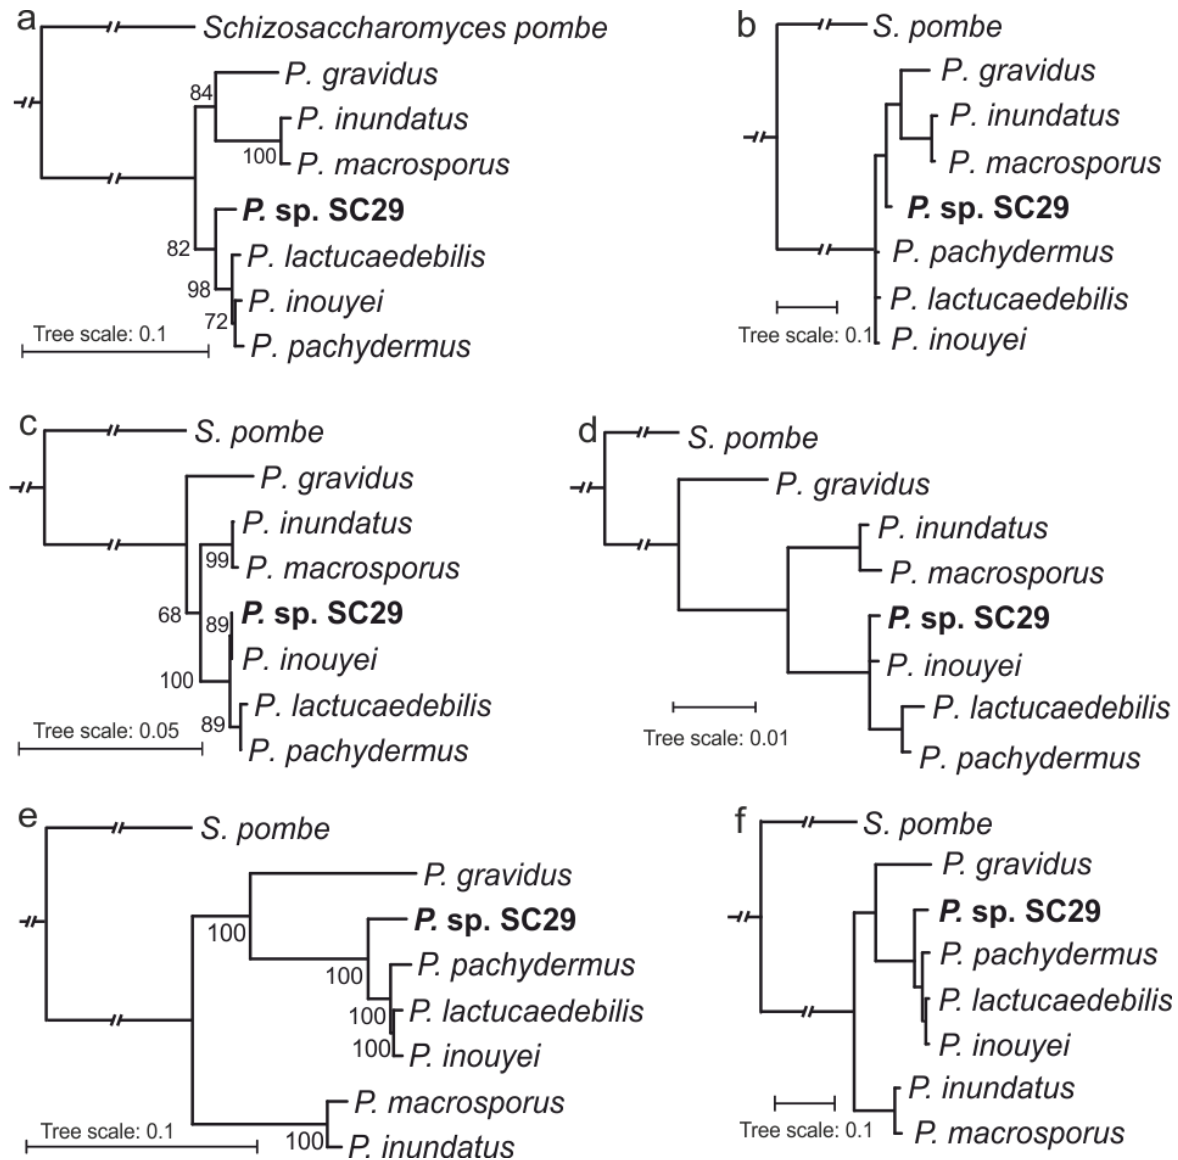 a
Schizosaccharomyces pombe
P. gravidus
84
P. inundatus
100
P. macrosporus
P. sp. SC29
82
P. lactucaedebilis
98
P. inouyei
72
P. pachydermus
Tree scale: 0.1
b
S. pombe
P. gravidus
P. inundatus
P. macrosporus
P. sp. SC29
P. pachydermus
P. lactucaedebilis
P. inouyei
Tree scale: 0.1
c
S. pombe
P. gravidus
P. inundatus
99
P. macrosporus
68
P. sp. SC29
89
P. inouyei
100
P. lactucaedebilis
89
P. pachydermus
Tree scale: 0.05
d
S. pombe
P. gravidus
P. inundatus
P. macrosporus
P. sp. SC29
P. inouyei
P. lactucaedebilis
P. pachydermus
Tree scale: 0.01
e
S. pombe
P. gravidus
100
P. sp. SC29
100
P. pachydermus
100
P. lactucaedebilis
100
P. inouyei
P. macrosporus
100
P. inundatus
Tree scale: 0.1
f
S. pombe
P. gravidus
P. sp. SC29
P. pachydermus
P. lactucaedebilis
P. inouyei
P. inundatus
P. macrosporus
Tree scale: 0.1